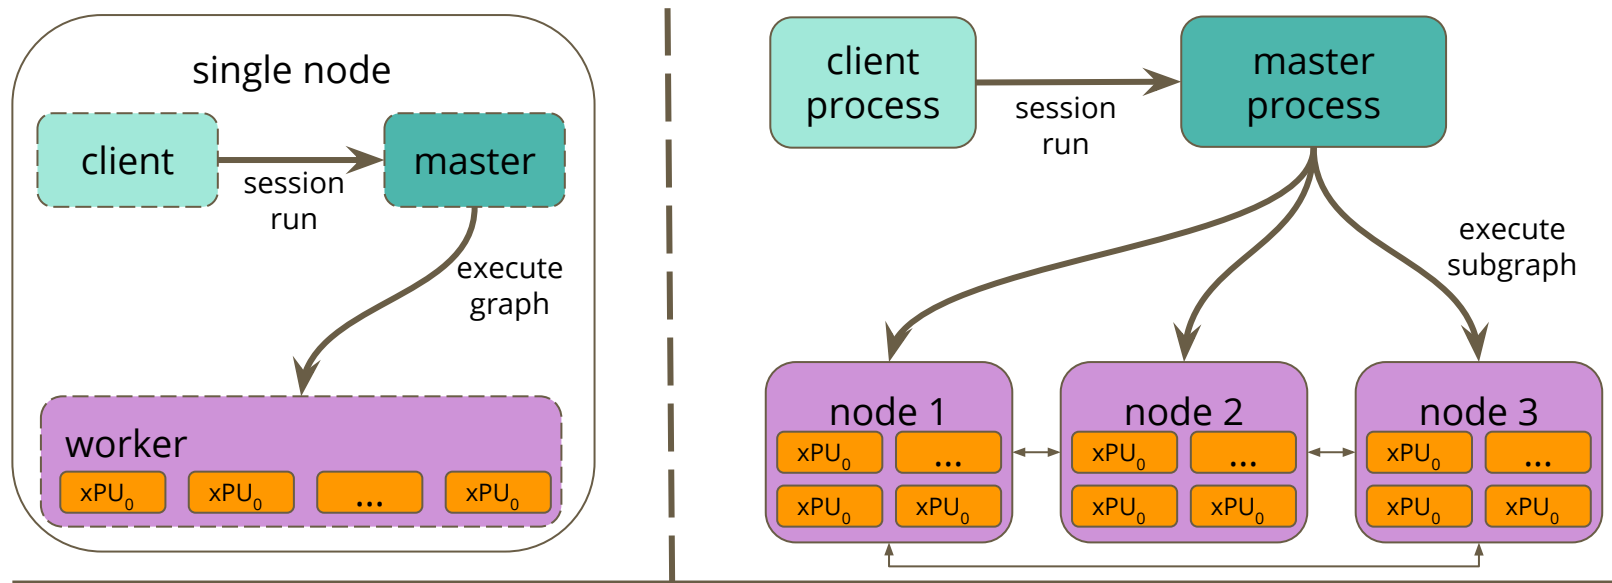 single node
client
session
run
master
execute
graph
worker
xPU₀ xPU₀ ... xPU₀
client
process
session
run
master
process
execute
subgraph
node 1
xPU₀ ...
xPU₀ xPU₀
node 2
xPU₀ ...
xPU₀ xPU₀
node 3
xPU₀ ...
xPU₀ xPU₀